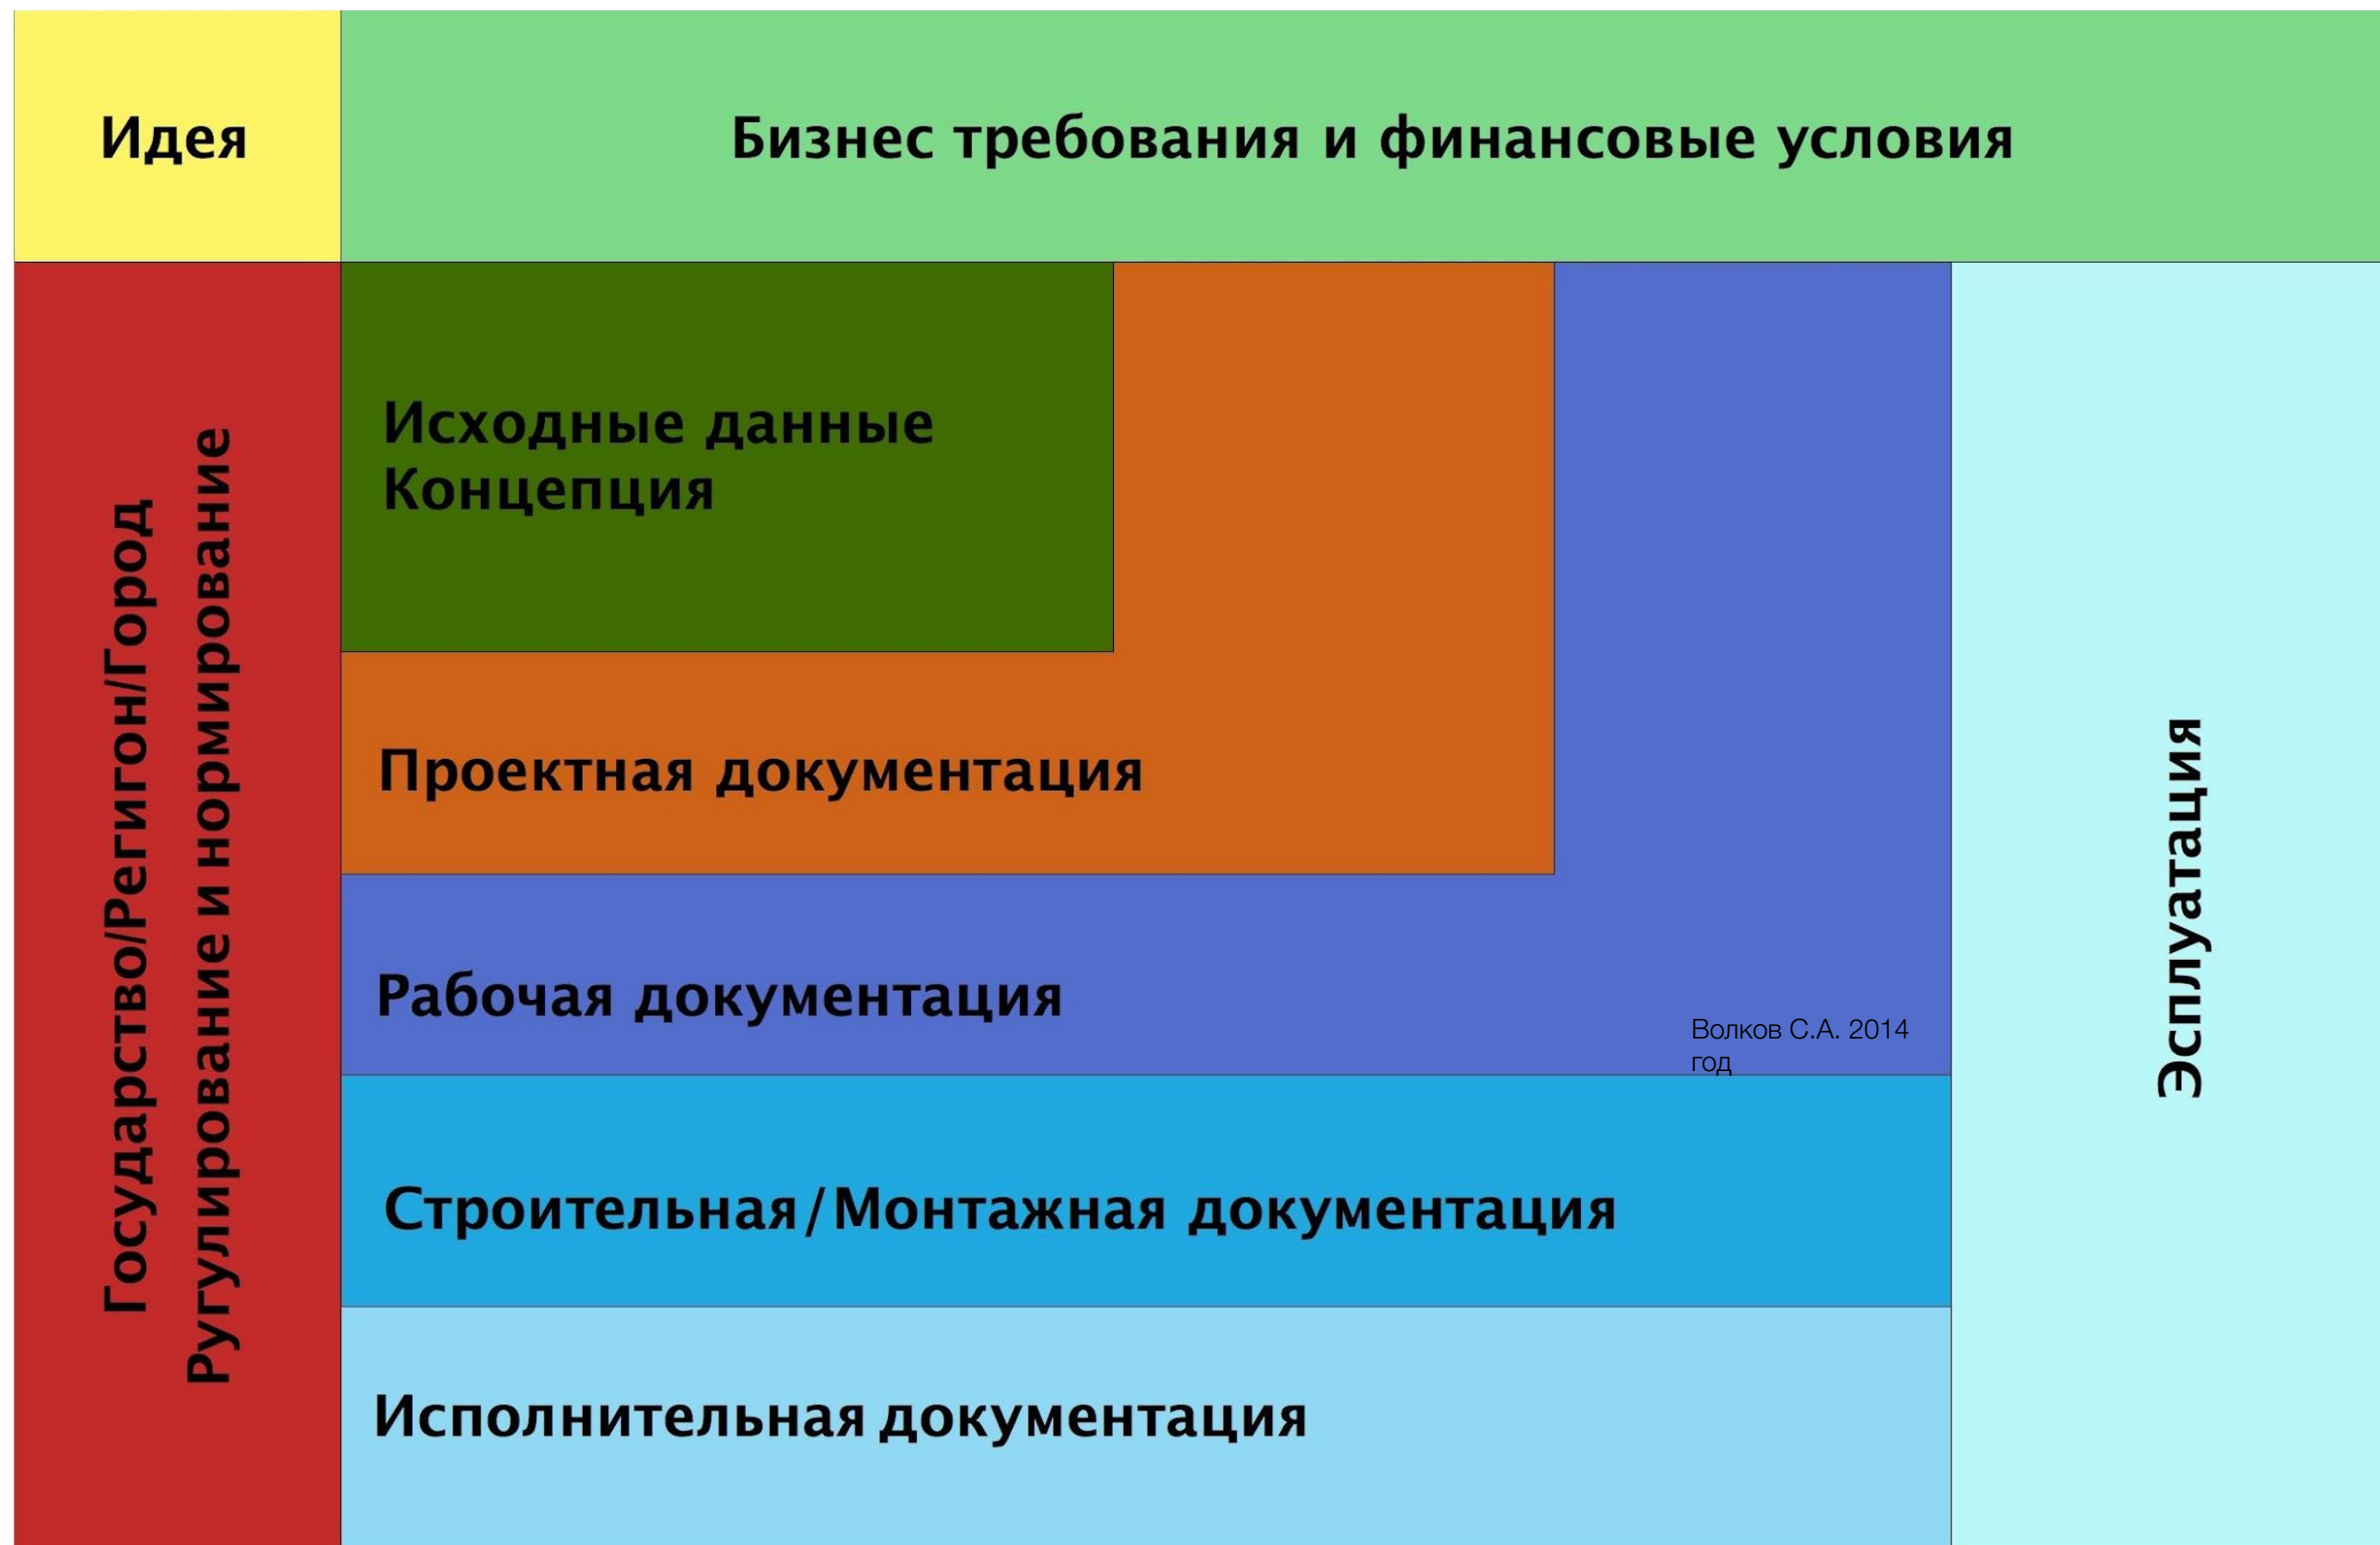 Идея
Бизнес требования и финансовые условия
Государство/Регигон/Город
Ругулирование и нормирование
Исходные данные
Концепция
Проектная документация
Рабочая документация
Волков С.А. 2014
год
Строительная/Монтажная документация
Исполнительная документация
Эсплуатация